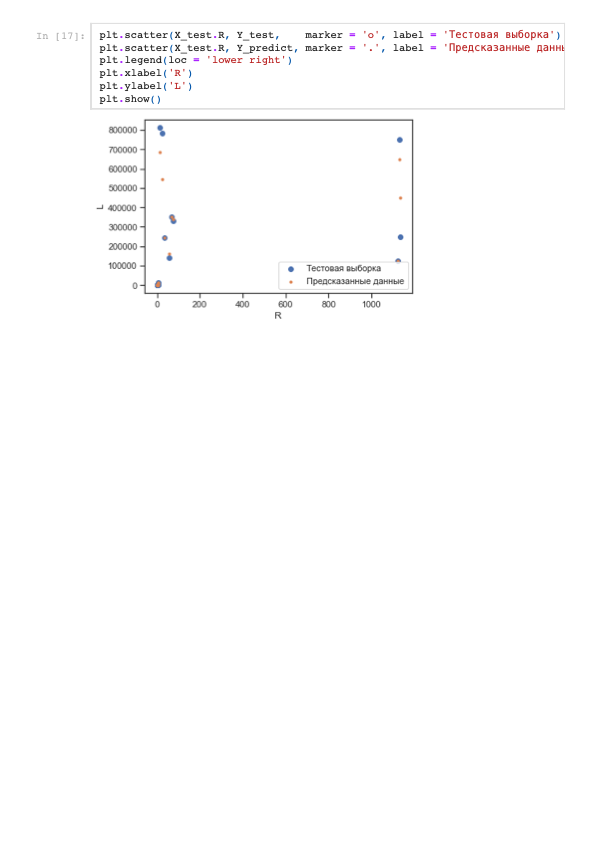 In [17]:
plt.scatter(X_test.R, Y_test,    marker = 'o', label = 'Тестовая выборка')
plt.scatter(X_test.R, Y_predict, marker = '.', label = 'Предсказанные данн
plt.legend(loc = 'lower right')
plt.xlabel('R')
plt.ylabel('L')
plt.show()
800000
700000
600000
500000
400000
300000
200000
100000
0
L
Тестовая выборка
Предсказанные данные
0 200 400 600 800 1000
R